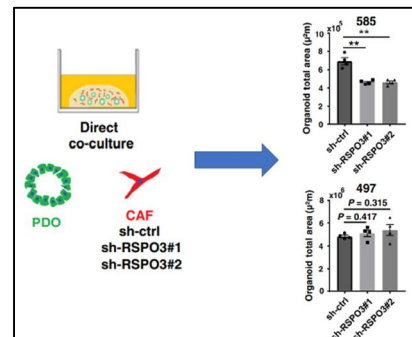 Direct
co-culture
PDO
CAF
sh-ctrl
sh-RSPO3#1
sh-RSPO3#2
585
×10⁵
Organoid total area (μ²m)
10
8
6
4
2
0
**
**
sh-ctrl
sh-RSPO3#1
sh-RSPO3#2
497
×10⁶
Organoid total area (μ²m)
8
6
4
2
0
P = 0.315
P = 0.417
sh-ctrl
sh-RSPO3#1
sh-RSPO3#2